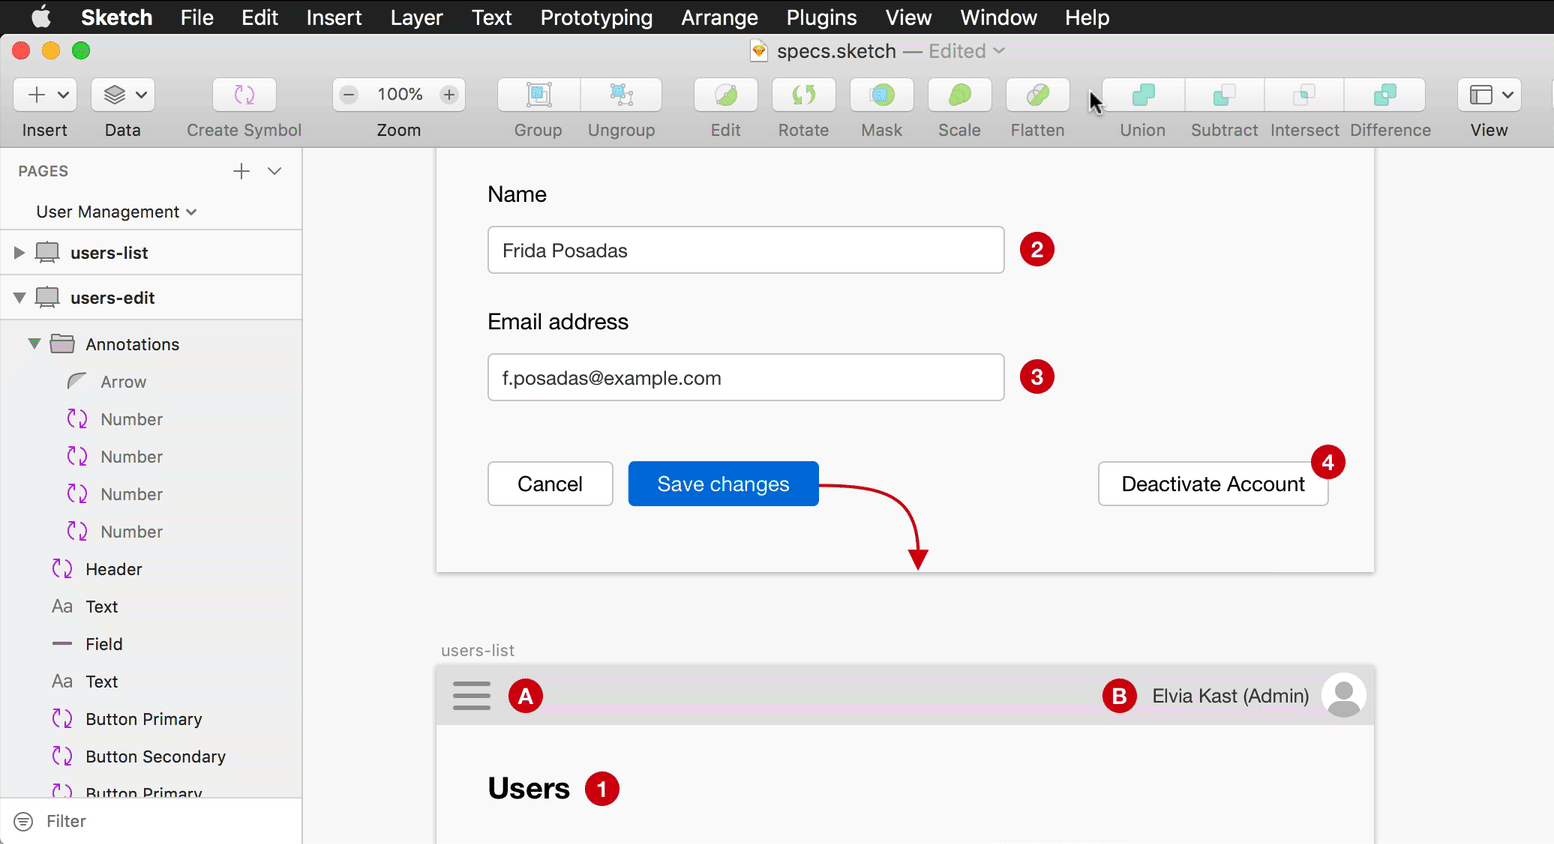 Sketch File Edit Insert Layer Text Prototyping Arrange Plugins View Window Help
specs.sketch — Edited
100%
Insert Data Create Symbol Zoom Group Ungroup Edit Rotate Mask Scale Flatten Union Subtract Intersect Difference View
PAGES
User Management
users-list
users-edit
Annotations
Arrow
Number
Number
Number
Number
Header
Aa Text
Field
Aa Text
Button Primary
Button Secondary
Button Primary
Filter
Name
Frida Posadas 2
Email address
f.posadas@example.com 3
Cancel Save changes Deactivate Account 4
users-list
A B Elvia Kast (Admin)
Users 1